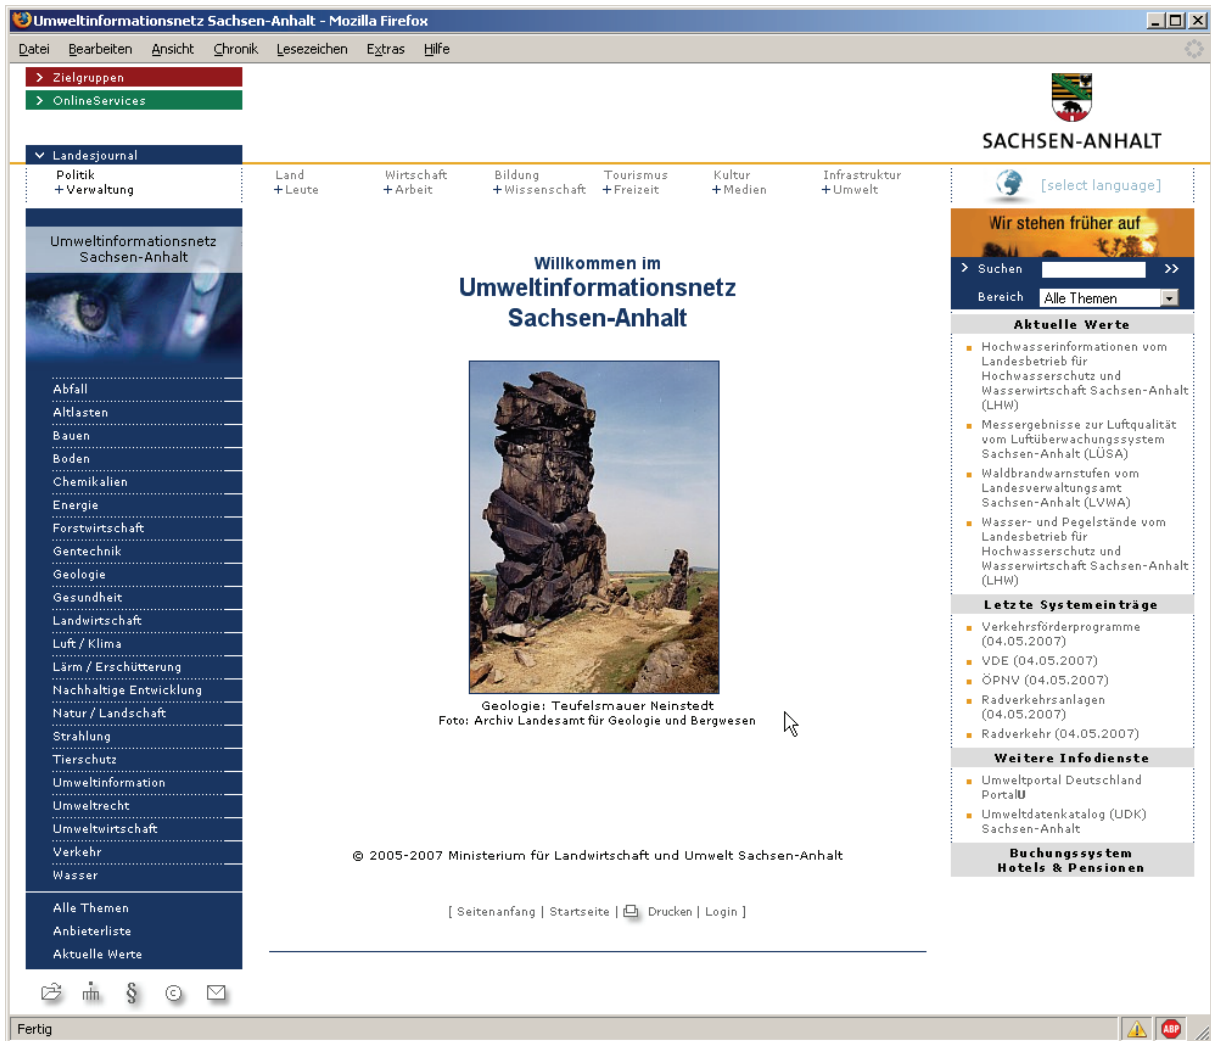 Umweltinformationsnetz Sachsen-Anhalt - Mozilla Firefox
Datei Bearbeiten Ansicht Chronik Lesezeichen Extras Hilfe
Zielgruppen
OnlineServices
SACHSEN-ANHALT
Landesjournal
Politik
+Verwaltung
Land
+Leute
Wirtschaft
+Arbeit
Bildung
+Wissenschaft
Tourismus
+Freizeit
Kultur
+Medien
Infrastruktur
+Umwelt
[select language]
Umweltinformationsnetz
Sachsen-Anhalt
Abfall
Altlasten
Bauen
Boden
Chemikalien
Energie
Forstwirtschaft
Gentechnik
Geologie
Gesundheit
Landwirtschaft
Luft / Klima
Lärm / Erschütterung
Nachhaltige Entwicklung
Natur / Landschaft
Strahlung
Tierschutz
Umweltinformation
Umweltrecht
Umweltwirtschaft
Verkehr
Wasser
Alle Themen
Anbieterliste
Aktuelle Werte
§ ©
Willkommen im
Umweltinformationsnetz
Sachsen-Anhalt
Geologie: Teufelsmauer Neinstedt
Foto: Archiv Landesamt für Geologie und Bergwesen
© 2005-2007 Ministerium für Landwirtschaft und Umwelt Sachsen-Anhalt
[ Seitenanfang | Startseite | Drucken | Login ]
Wir stehen früher auf
Suchen >>
Bereich Alle Themen
Aktuelle Werte
Hochwasserinformationen vom
Landesbetrieb für
Hochwasserschutz und
Wasserwirtschaft Sachsen-Anhalt
(LHW)
Messergebnisse zur Luftqualität
vom Luftüberwachungssystem
Sachsen-Anhalt (LÜSA)
Waldbrandwarnstufen vom
Landesverwaltungsamt
Sachsen-Anhalt (LVWA)
Wasser- und Pegelstände vom
Landesbetrieb für
Hochwasserschutz und
Wasserwirtschaft Sachsen-Anhalt
(LHW)
Letzte Systemeinträge
Verkehrsförderprogramme
(04.05.2007)
VDE (04.05.2007)
ÖPNV (04.05.2007)
Radverkehrsanlagen
(04.05.2007)
Radverkehr (04.05.2007)
Weitere Infodienste
Umweltportal Deutschland
PortalU
Umweltdatenkatalog (UDK)
Sachsen-Anhalt
Buchungssystem
Hotels & Pensionen
Fertig
ABP